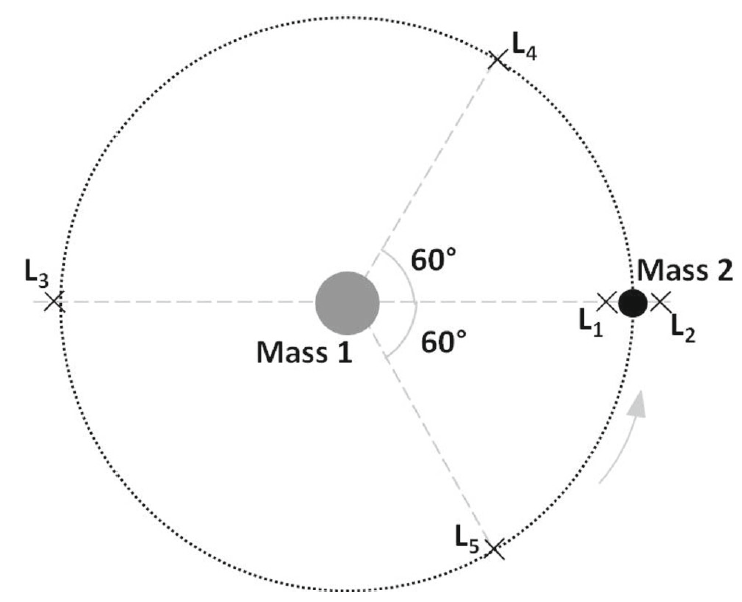 L₄
60°
L₃
Mass 2
L₁
L₂
Mass 1
60°
L₅